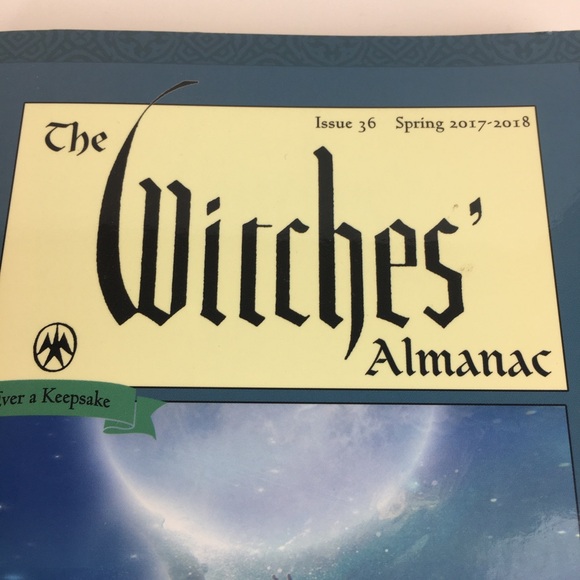 Issue 36 Spring 2017-2018
The
Witches'
Almanac
Ever a Keepsake